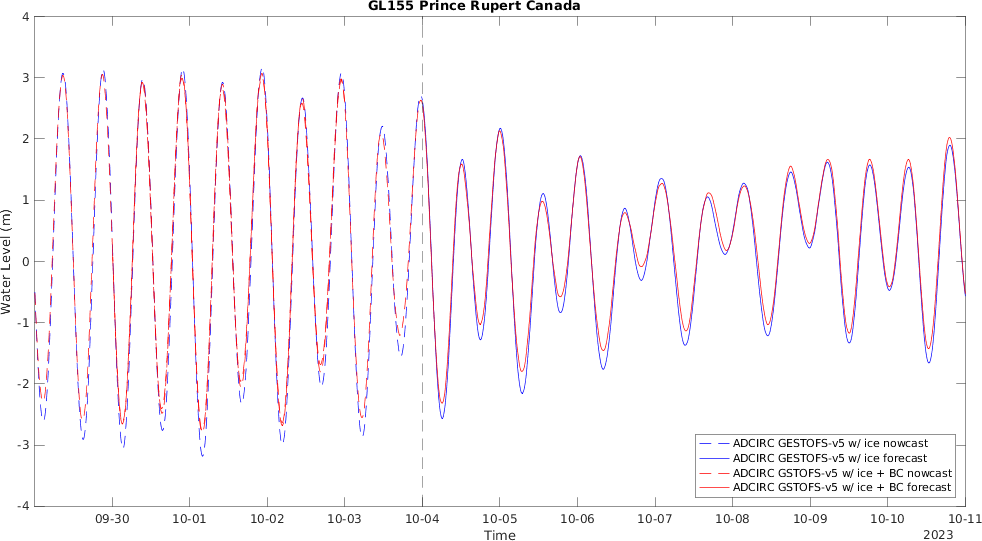 GL155 Prince Rupert Canada
4
3
2
1
0
-1
-2
-3
-4
Water Level (m)
ADCIRC GESTOFS-v5 w/ ice nowcast
ADCIRC GESTOFS-v5 w/ ice forecast
ADCIRC GSTOFS-v5 w/ ice + BC nowcast
ADCIRC GSTOFS-v5 w/ ice + BC forecast
09-30 10-01 10-02 10-03 10-04 10-05 10-06 10-07 10-08 10-09 10-10 10-11
Time
2023